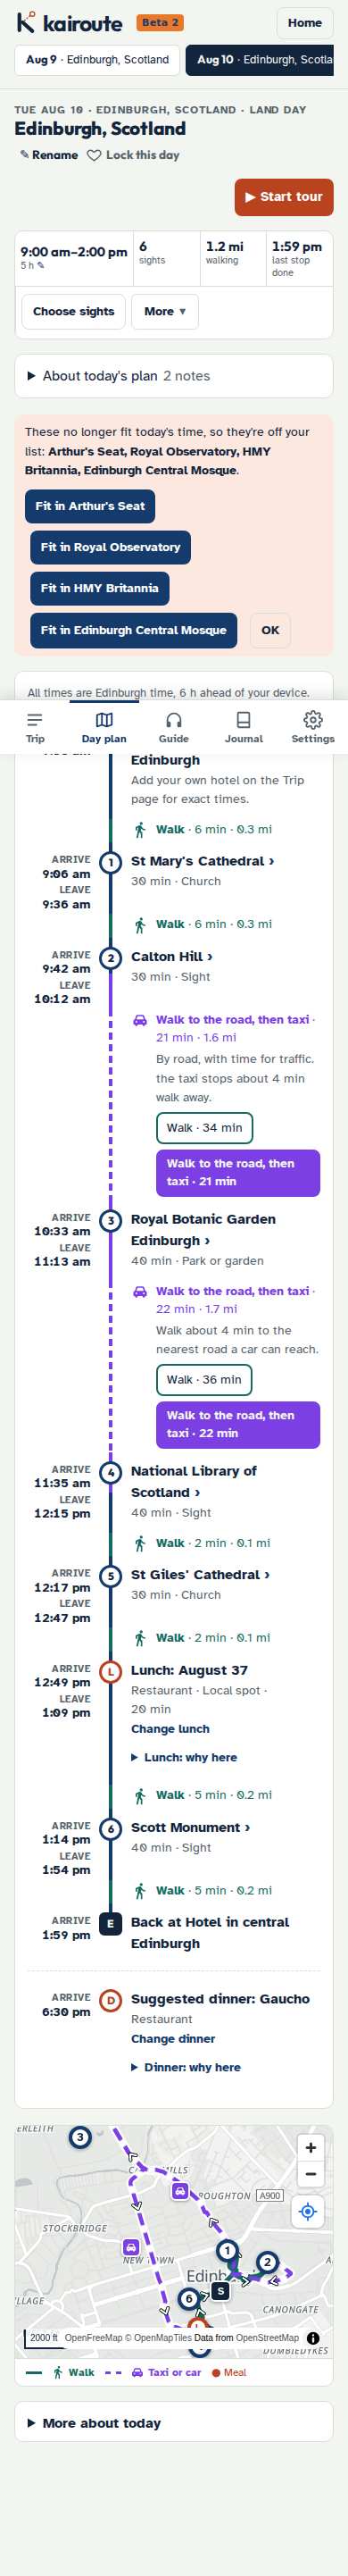 kairoute
Beta 2
Home
Aug 9 · Edinburgh, Scotland
Aug 10 · Edinburgh, Scotla
TUE AUG 10 · EDINBURGH, SCOTLAND · LAND DAY
Edinburgh, Scotland
✎ Rename
Lock this day
▶ Start tour
9:00 am–2:00 pm
5 h ✎
6
sights
1.2 mi
walking
1:59 pm
last stop
done
Choose sights
More ▼
▶ About today's plan 2 notes
These no longer fit today's time, so they're off your
list: Arthur's Seat, Royal Observatory, HMY
Britannia, Edinburgh Central Mosque.
Fit in Arthur's Seat
Fit in Royal Observatory
Fit in HMY Britannia
Fit in Edinburgh Central Mosque
OK
All times are Edinburgh time, 6 h ahead of your device.
Trip
Day plan
Guide
Journal
Settings
Edinburgh
Add your own hotel on the Trip
page for exact times.
Walk · 6 min · 0.3 mi
ARRIVE
9:06 am
LEAVE
9:36 am
1
St Mary's Cathedral ›
30 min · Church
Walk · 6 min · 0.3 mi
ARRIVE
9:42 am
LEAVE
10:12 am
2
Calton Hill ›
30 min · Sight
Walk to the road, then taxi ·
21 min · 1.6 mi
By road, with time for traffic.
the taxi stops about 4 min
walk away.
Walk · 34 min
Walk to the road, then
taxi · 21 min
ARRIVE
10:33 am
LEAVE
11:13 am
3
Royal Botanic Garden
Edinburgh ›
40 min · Park or garden
Walk to the road, then taxi ·
22 min · 1.7 mi
Walk about 4 min to the
nearest road a car can reach.
Walk · 36 min
Walk to the road, then
taxi · 22 min
ARRIVE
11:35 am
LEAVE
12:15 pm
4
National Library of
Scotland ›
40 min · Sight
Walk · 2 min · 0.1 mi
ARRIVE
12:17 pm
LEAVE
12:47 pm
5
St Giles' Cathedral ›
30 min · Church
Walk · 2 min · 0.1 mi
ARRIVE
12:49 pm
LEAVE
1:09 pm
L
Lunch: August 37
Restaurant · Local spot ·
20 min
Change lunch
▶ Lunch: why here
Walk · 5 min · 0.2 mi
ARRIVE
1:14 pm
LEAVE
1:54 pm
6
Scott Monument ›
40 min · Sight
Walk · 5 min · 0.2 mi
ARRIVE
1:59 pm
E
Back at Hotel in central
Edinburgh
ARRIVE
6:30 pm
D
Suggested dinner: Gaucho
Restaurant
Change dinner
▶ Dinner: why here
ERLEITH
3
+
−
MILLS
ROUGHTON
A900
STOCKBRIDGE
NEW TOWN
1
2
Edinb
S
LLAGE
6
CANONGATE
DUMBIEDYKES
2000 ft
OpenFreeMap © OpenMapTiles Data from OpenStreetMap
Walk
Taxi or car
Meal
▶ More about today